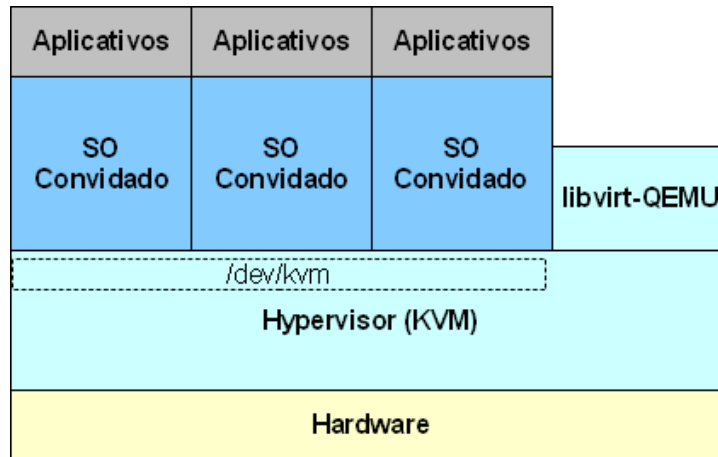 Aplicativos Aplicativos Aplicativos
SO SO SO
Convidado Convidado Convidado
libvirt-QEMU
/dev/kvm
Hypervisor (KVM)
Hardware